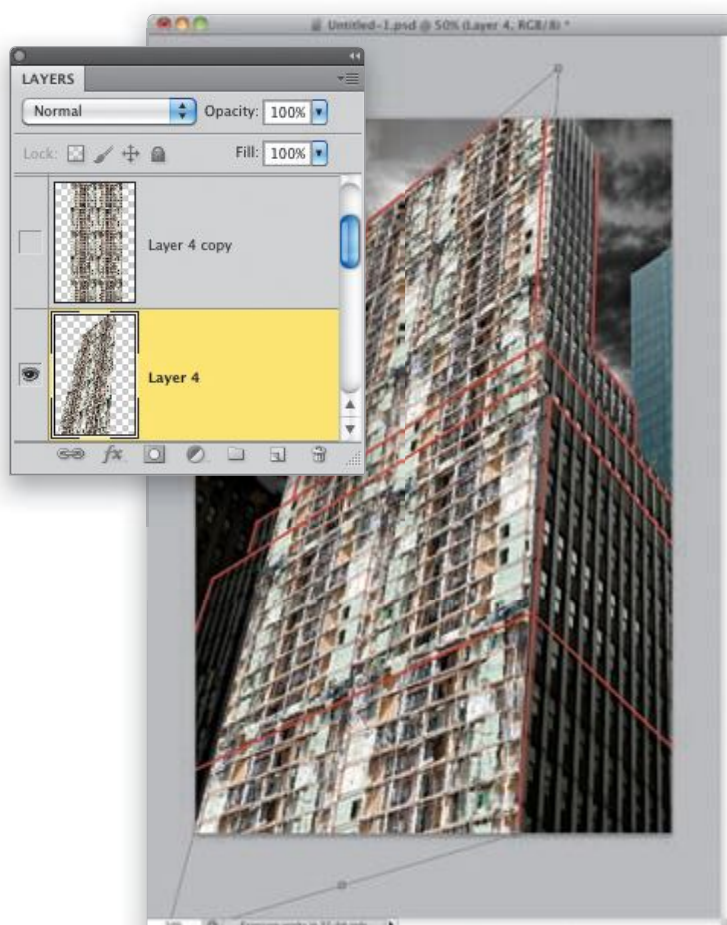 Untitled-1.psd @ 50% (Layer 4, RGB/8) *
LAYERS
Normal
Opacity: 100%
Lock:
Fill: 100%
Layer 4 copy
Layer 4
fx